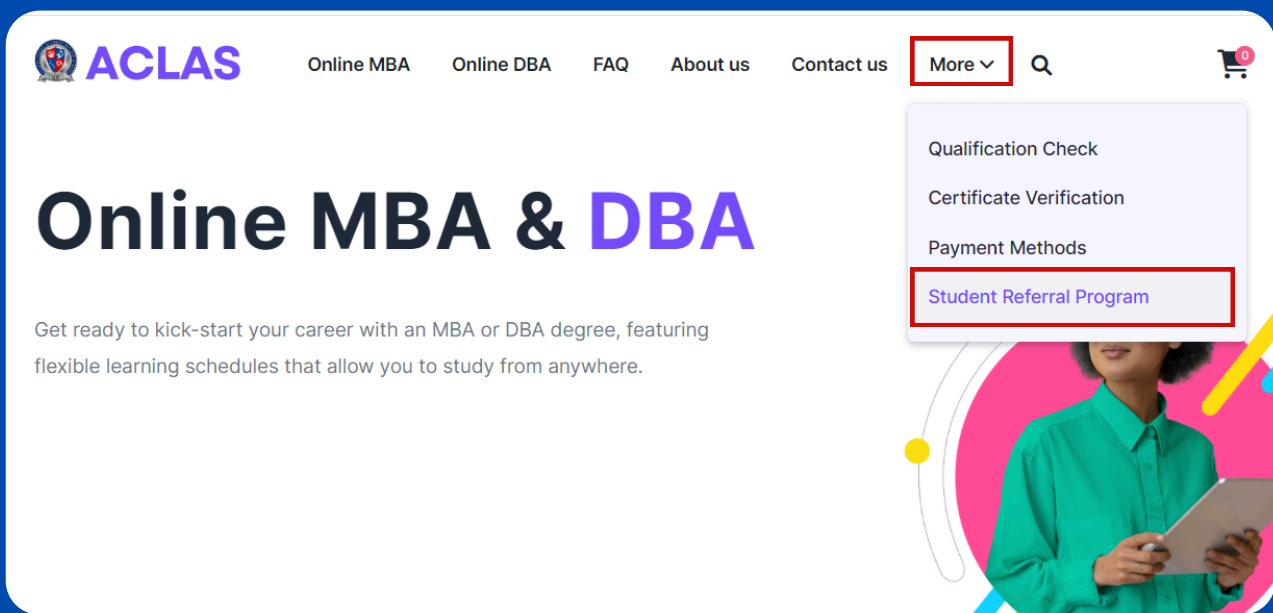 ACLAS
Online MBA
Online DBA
FAQ
About us
Contact us
More
0
Qualification Check
Certificate Verification
Payment Methods
Student Referral Program
Online MBA & DBA
Get ready to kick-start your career with an MBA or DBA degree, featuring
flexible learning schedules that allow you to study from anywhere.